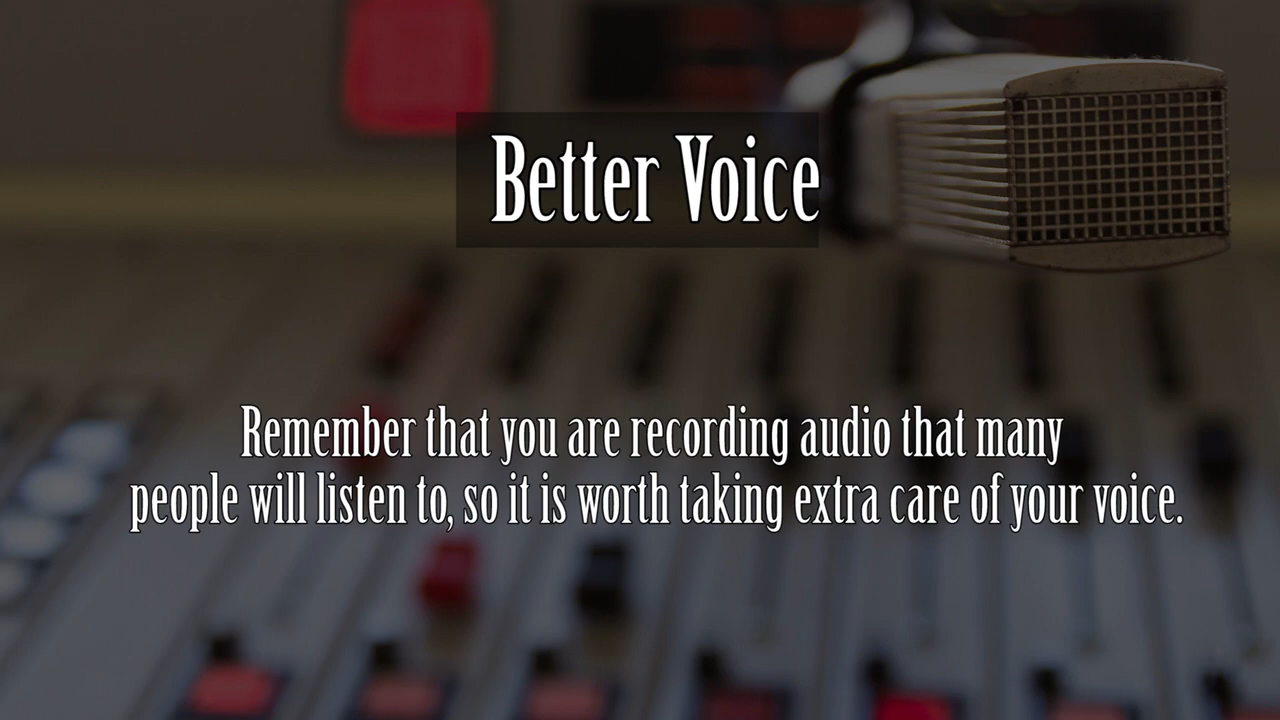 Better Voice
Remember that you are recording audio that many
people will listen to, so it is worth taking extra care of your voice.